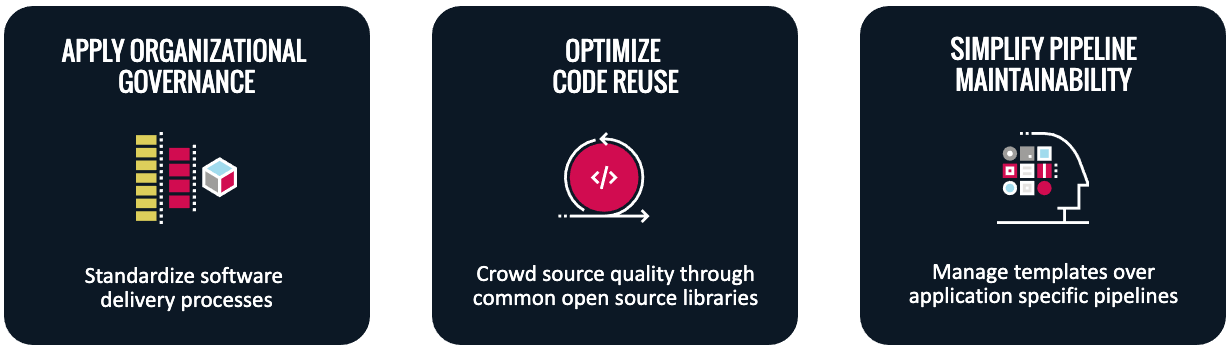 APPLY ORGANIZATIONAL
GOVERNANCE
Standardize software
delivery processes
OPTIMIZE
CODE REUSE
</>
Crowd source quality through
common open source libraries
SIMPLIFY PIPELINE
MAINTAINABILITY
Manage templates over
application specific pipelines